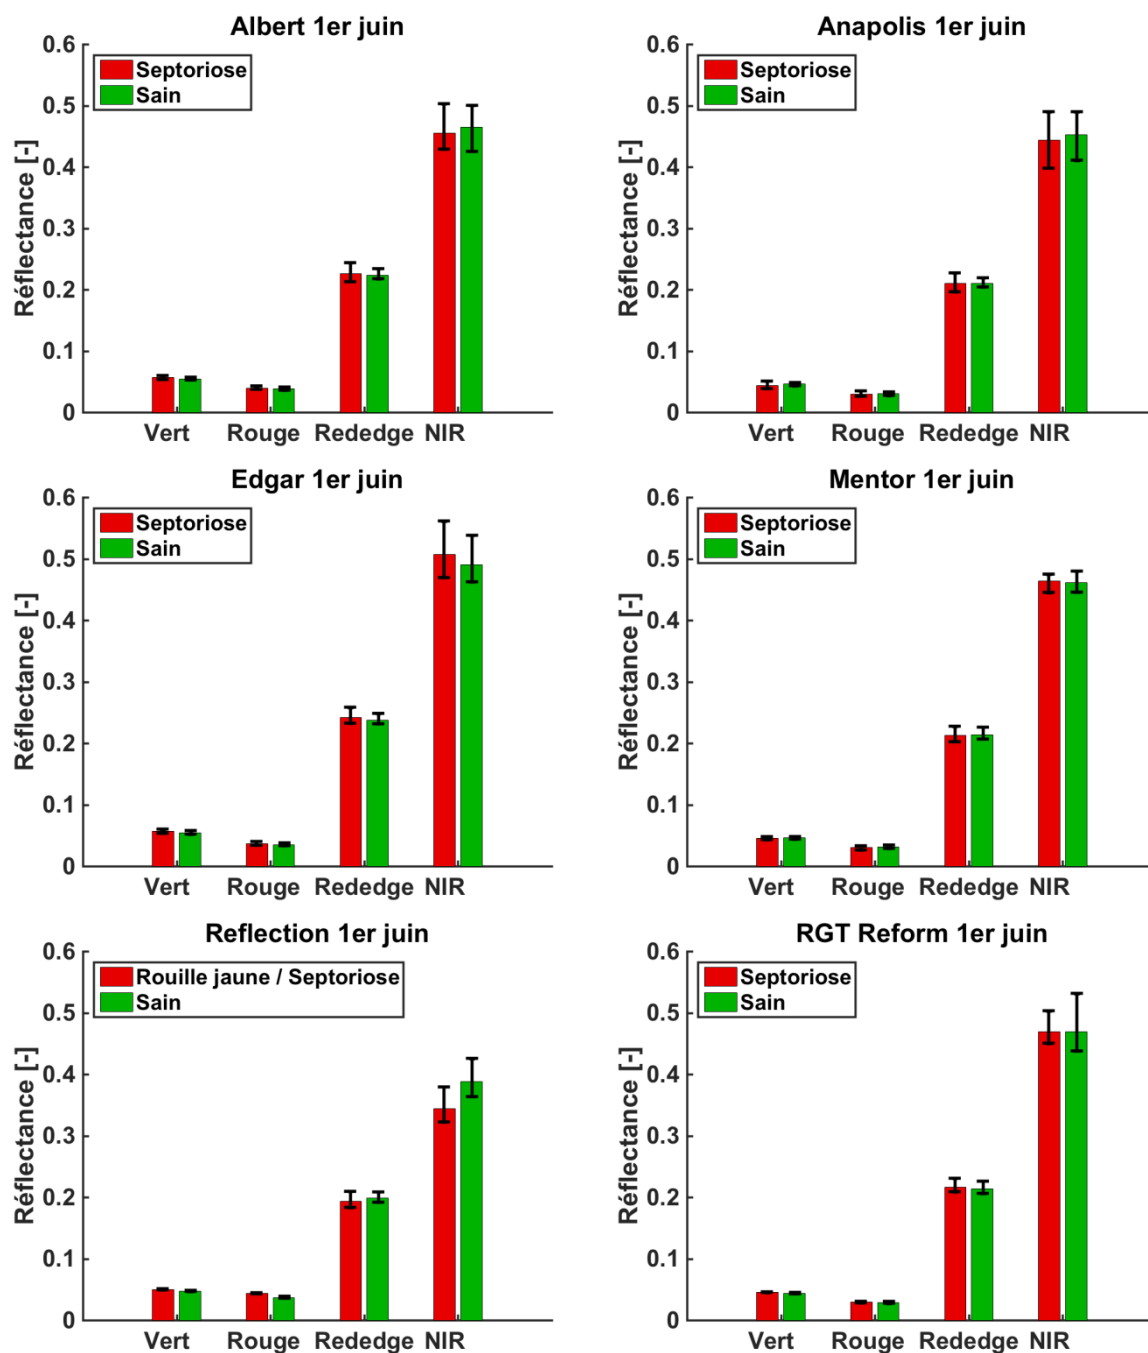 Albert 1er juin
Réflectance [-]
0.6
0.5
0.4
0.3
0.2
0.1
0
Septoriose
Sain
Vert Rouge Rededge NIR
Anapolis 1er juin
Réflectance [-]
0.6
0.5
0.4
0.3
0.2
0.1
0
Septoriose
Sain
Vert Rouge Rededge NIR
Edgar 1er juin
Réflectance [-]
0.6
0.5
0.4
0.3
0.2
0.1
0
Septoriose
Sain
Vert Rouge Rededge NIR
Mentor 1er juin
Réflectance [-]
0.6
0.5
0.4
0.3
0.2
0.1
0
Septoriose
Sain
Vert Rouge Rededge NIR
Reflection 1er juin
Réflectance [-]
0.6
0.5
0.4
0.3
0.2
0.1
0
Rouille jaune / Septoriose
Sain
Vert Rouge Rededge NIR
RGT Reform 1er juin
Réflectance [-]
0.6
0.5
0.4
0.3
0.2
0.1
0
Septoriose
Sain
Vert Rouge Rededge NIR